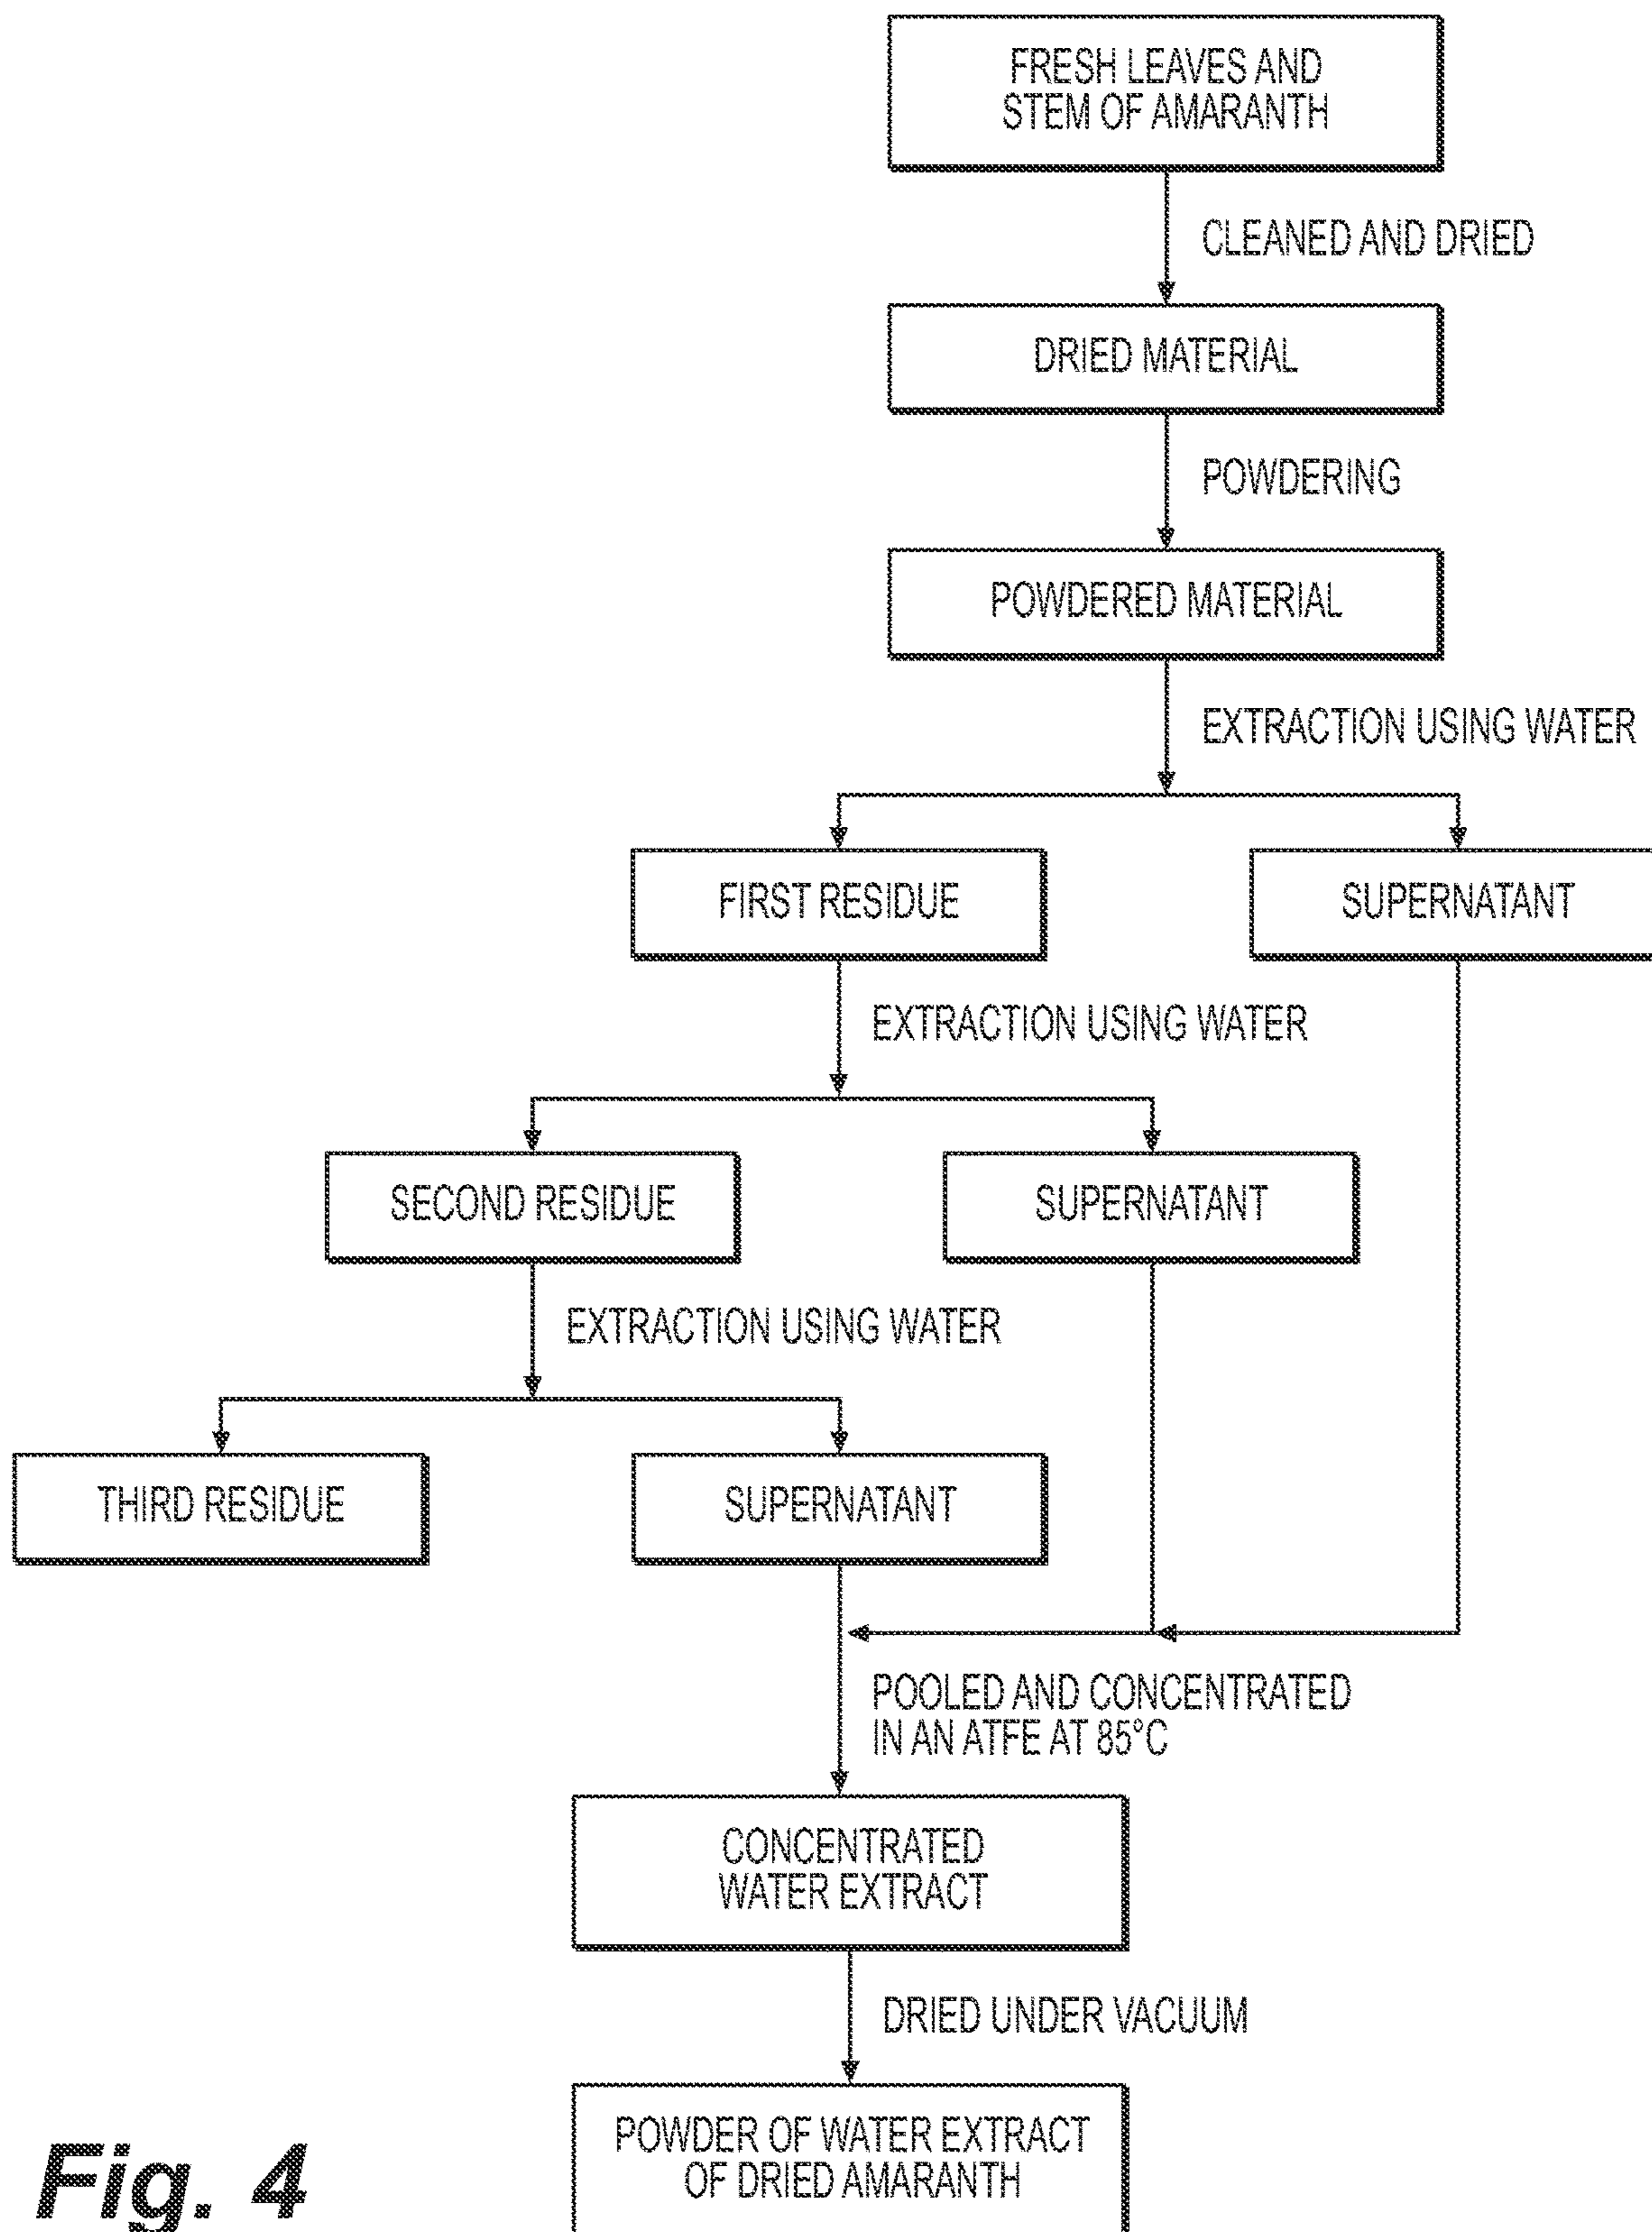 FRESH LEAVES AND
STEM OF AMARANTH
CLEANED AND DRIED
DRIED MATERIAL
POWDERING
POWDERED MATERIAL
EXTRACTION USING WATER
FIRST RESIDUE
SUPERNATANT
EXTRACTION USING WATER
SECOND RESIDUE
SUPERNATANT
EXTRACTION USING WATER
THIRD RESIDUE
SUPERNATANT
POOLED AND CONCENTRATED
IN AN ATFE AT 85°C
CONCENTRATED
WATER EXTRACT
DRIED UNDER VACUUM
POWDER OF WATER EXTRACT
OF DRIED AMARANTH
Fig. 4